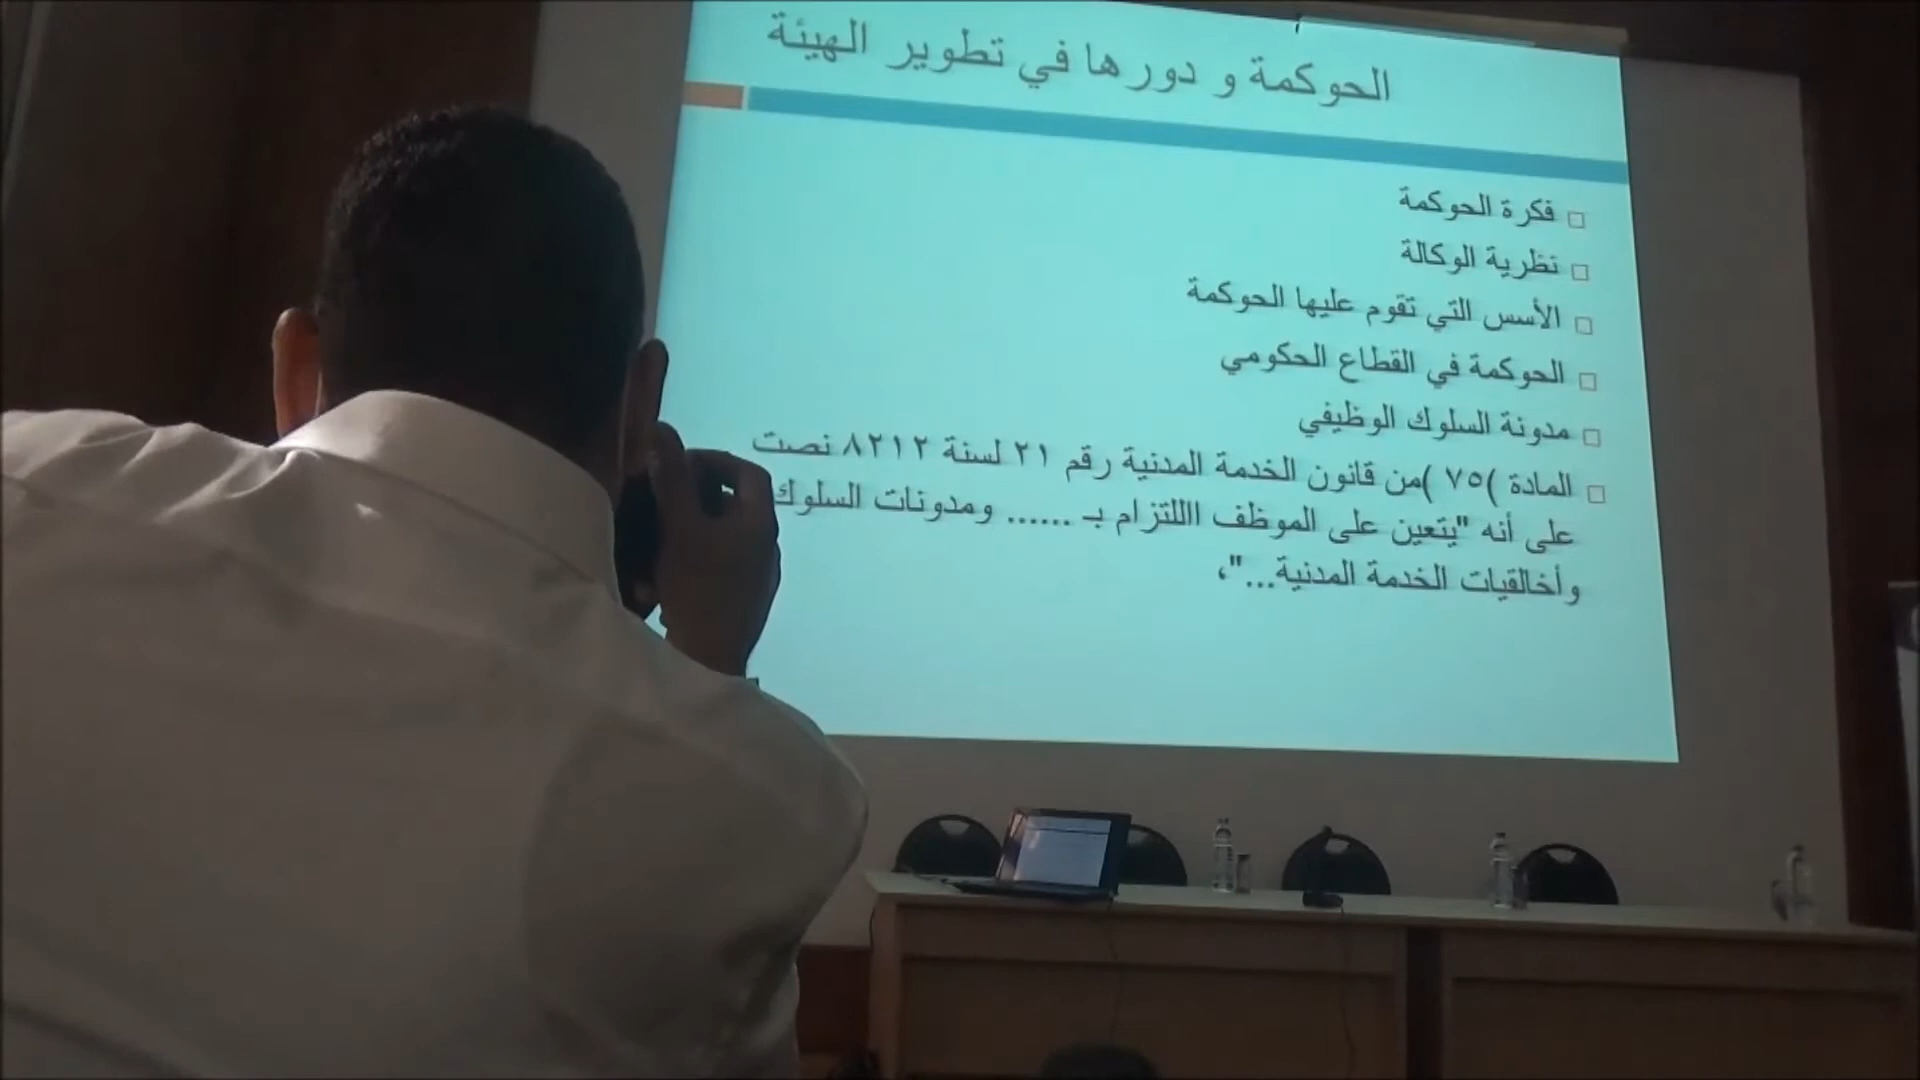 الحوكمة و دورها في تطوير الهيئة
فكرة الحوكمة
نظرية الوكالة
الأسس التي تقوم عليها الحوكمة
الحوكمة في القطاع الحكومي
مدونة السلوك الوظيفي
المادة )٧٥ )من قانون الخدمة المدنية رقم ٢١ لسنة ٨٢١٢ نصت
على أنه "يتعين على الموظف االلتزام بـ ...... ومدونات السلوك
وأخالقيات الخدمة المدنية..."،